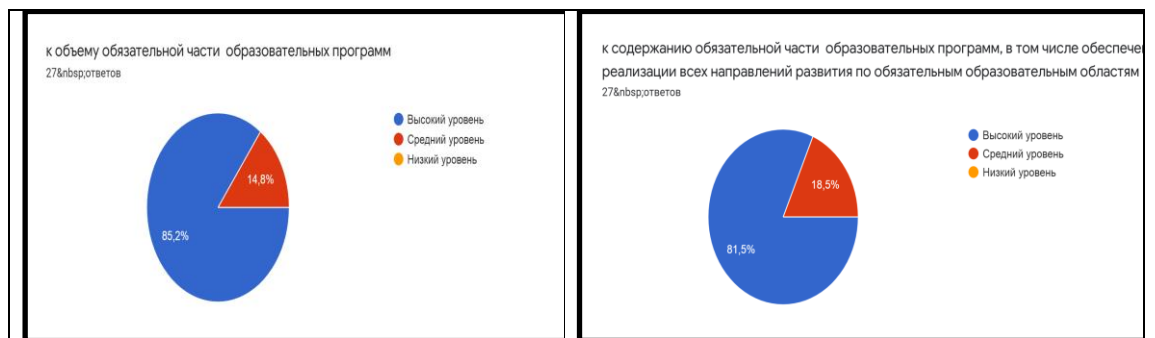 к объему обязательной части образовательных программ
27&nbsp;ответов
Высокий уровень
Средний уровень
Низкий уровень
14,8%
85,2%
к содержанию обязательной части образовательных программ, в том числе
реализации всех направлений развития по обязательным образовательным областям
27&nbsp;ответов
Высокий уровень
Средний уровень
Низкий уровень
18,5%
81,5%